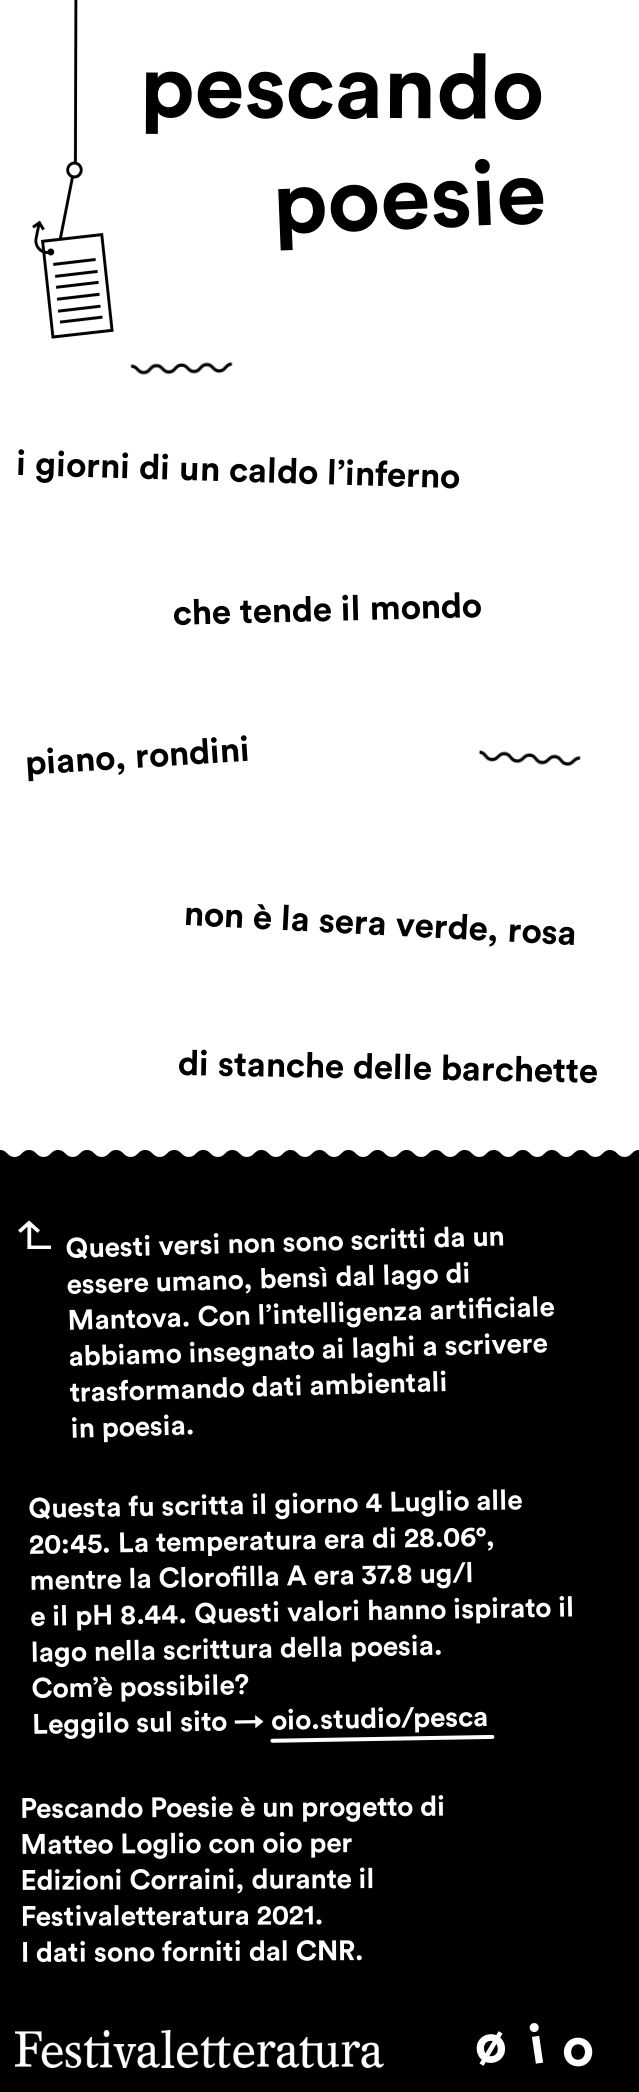 pescando
poesie
i giorni di un caldo l’inferno
che tende il mondo
piano, rondini
non è la sera verde, rosa
di stanche delle barchette
Questi versi non sono scritti da un
essere umano, bensì dal lago di
Mantova. Con l’intelligenza artificiale
abbiamo insegnato ai laghi a scrivere
trasformando dati ambientali
in poesia.
Questa fu scritta il giorno 4 Luglio alle
20:45. La temperatura era di 28.06°,
mentre la Clorofilla A era 37.8 ug/l
e il pH 8.44. Questi valori hanno ispirato il
lago nella scrittura della poesia.
Com’è possibile?
Leggilo sul sito → oio.studio/pesca
Pescando Poesie è un progetto di
Matteo Loglio con oio per
Edizioni Corraini, durante il
Festivaletteratura 2021.
I dati sono forniti dal CNR.
Festivaletteratura ø i o